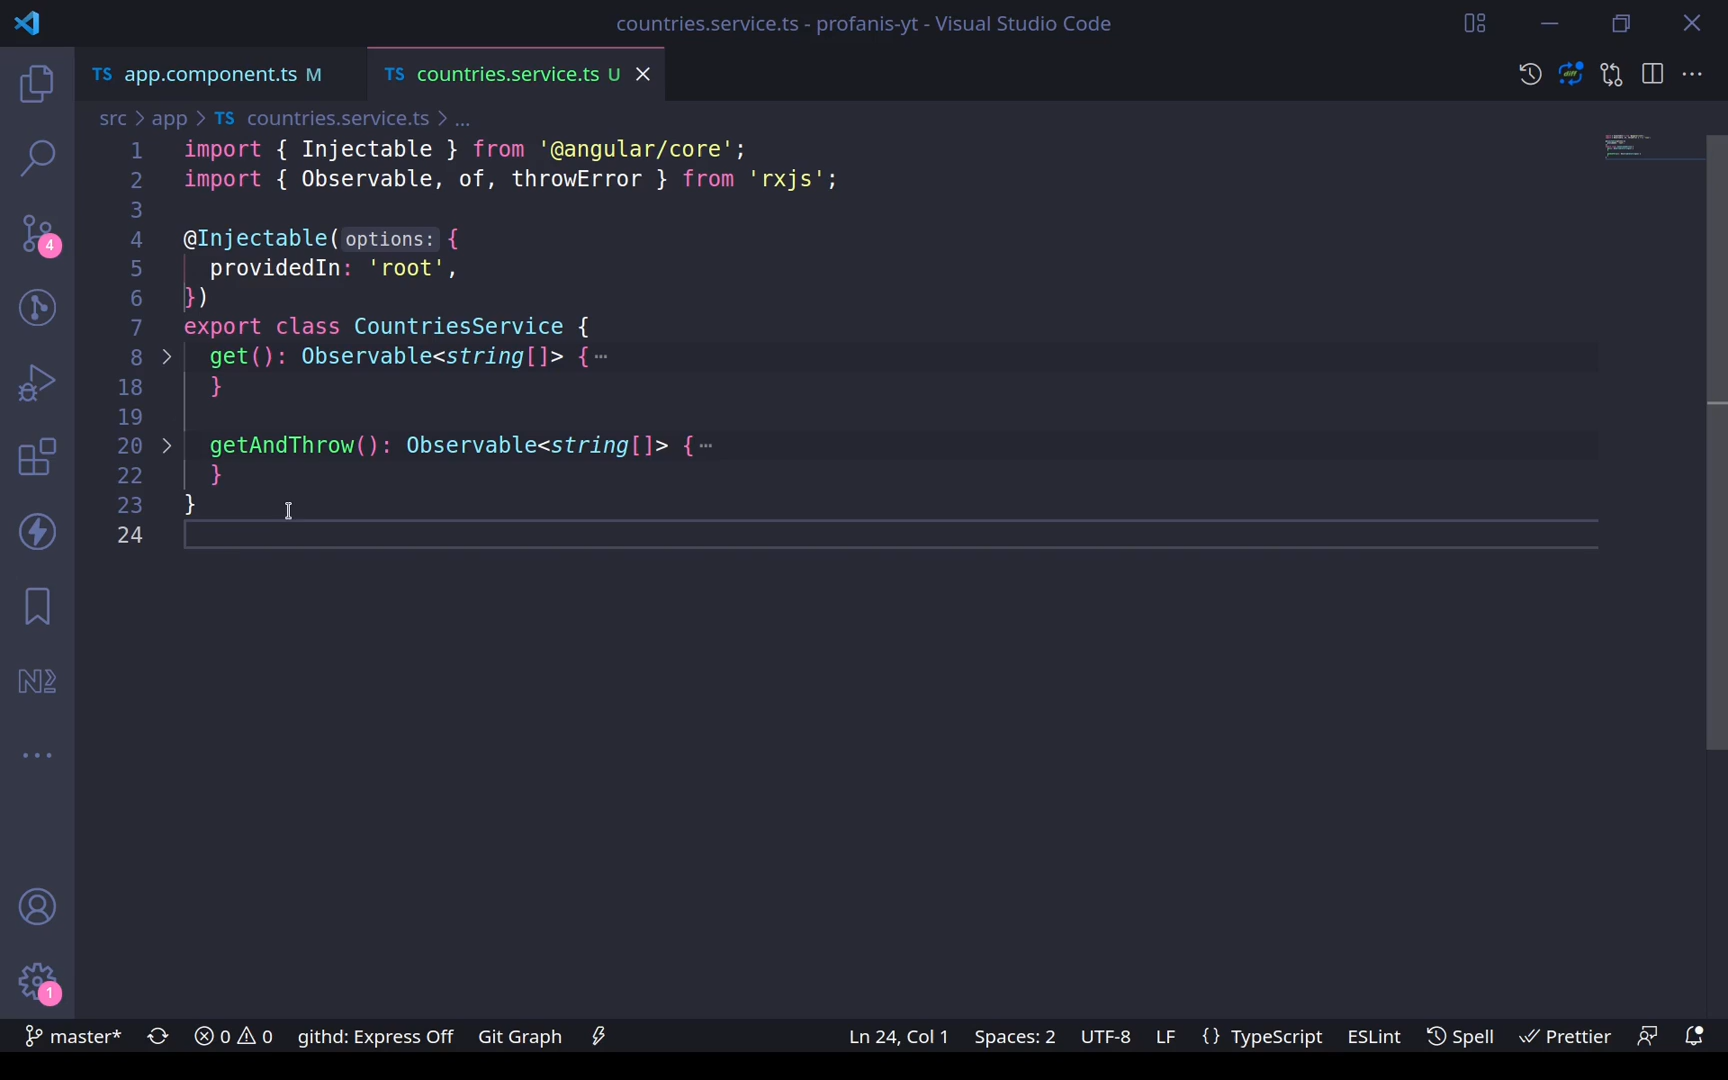 countries.service.ts - profanis-yt - Visual Studio Code
TS app.component.ts M
TS countries.service.ts U
diff
src > app > TS countries.service.ts > ...
1 import { Injectable } from '@angular/core';
2 import { Observable, of, throwError } from 'rxjs';
3
4 @Injectable( options: {
5 providedIn: 'root',
6 })
7 export class CountriesService {
8 get(): Observable<string[]> { ⋯
18 }
19
20 getAndThrow(): Observable<string[]> { ⋯
22 }
23 }
24
4
1
master* 0 0 githd: Express Off Git Graph Ln 24, Col 1 Spaces: 2 UTF-8 LF {} TypeScript ESLint Spell Prettier